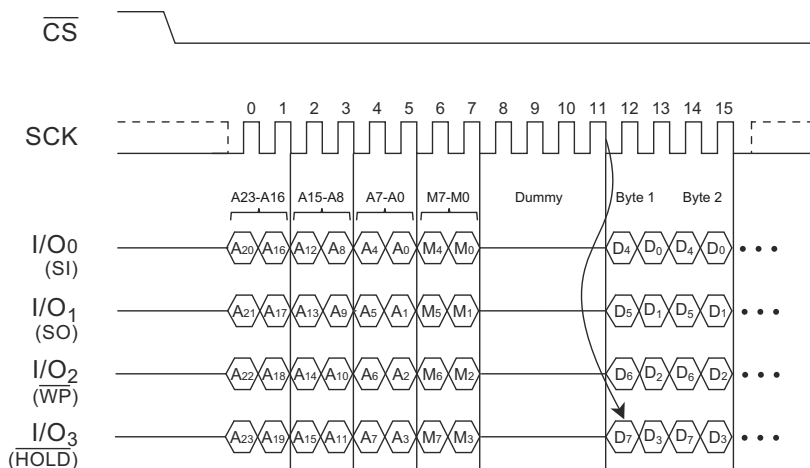 CS
0 1 2 3 4 5 6 7 8 9 10 11 12 13 14 15
SCK
A23-A16 A15-A8 A7-A0 M7-M0 Dummy Byte 1 Byte 2
I/O0 A20 A16 A12 A8 A4 A0 M4 M0 D4 D0 D4 D0 •••
(SI)
I/O1 A21 A17 A13 A9 A5 A1 M5 M1 D5 D1 D5 D1 •••
(SO)
I/O2 A22 A18 A14 A10 A6 A2 M6 M2 D6 D2 D6 D2 •••
(WP)
I/O3 A23 A19 A15 A11 A7 A3 M7 M3 D7 D3 D7 D3 •••
(HOLD)